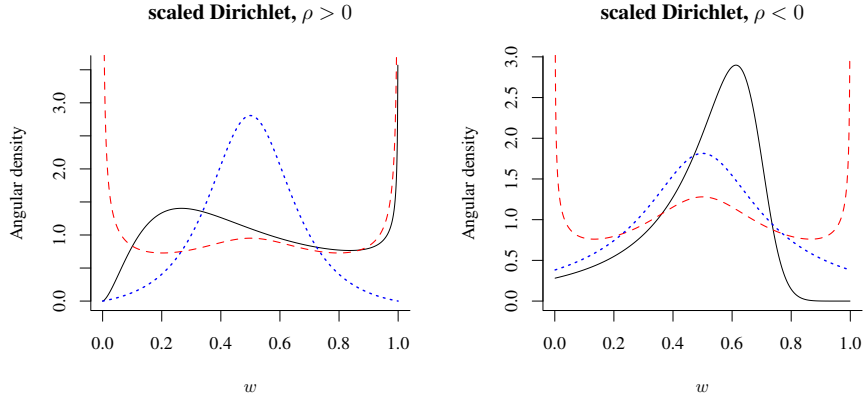 scaled Dirichlet, ρ > 0
Angular density
0.0 1.0 2.0 3.0
0.0 0.2 0.4 0.6 0.8 1.0
w
scaled Dirichlet, ρ < 0
Angular density
0.0 0.5 1.0 1.5 2.0 2.5 3.0
0.0 0.2 0.4 0.6 0.8 1.0
w